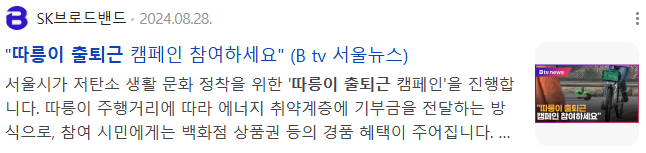 SK브로드밴드 · 2024.08.28.
"따릉이 출퇴근 캠페인 참여하세요" (B tv 서울뉴스)
서울시가 저탄소 생활 문화 정착을 위한 '따릉이 출퇴근 캠페인'을 진행합
니다. 따릉이 주행거리에 따라 에너지 취약계층에 기부금을 전달하는 방
식으로, 참여 시민에게는 백화점 상품권 등의 경품 혜택이 주어집니다. ...
B tv news
"따릉이 출퇴근
캠페인 참여하세요"